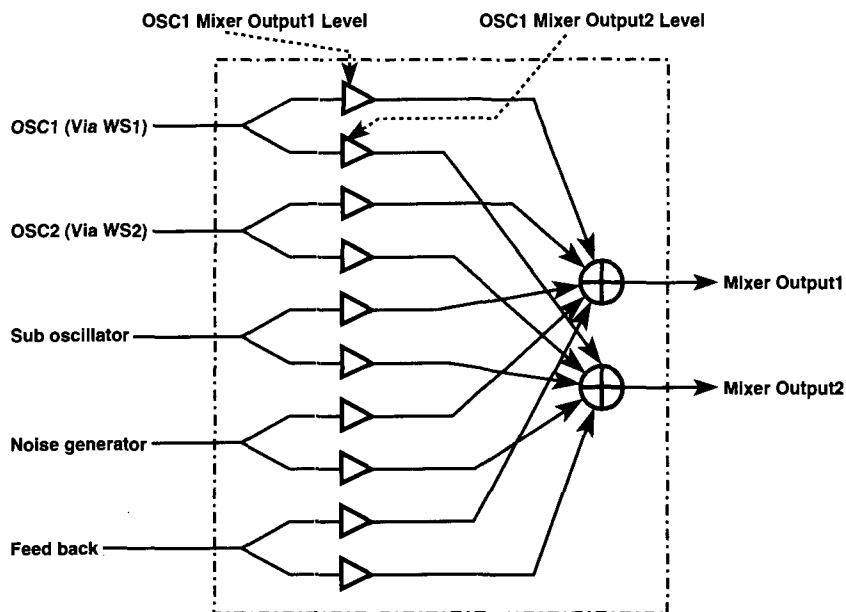 OSC1 Mixer Output1 Level
OSC1 Mixer Output2 Level
OSC1 (Via WS1)
OSC2 (Via WS2)
Sub oscillator
Noise generator
Feed back
Mixer Output1
Mixer Output2